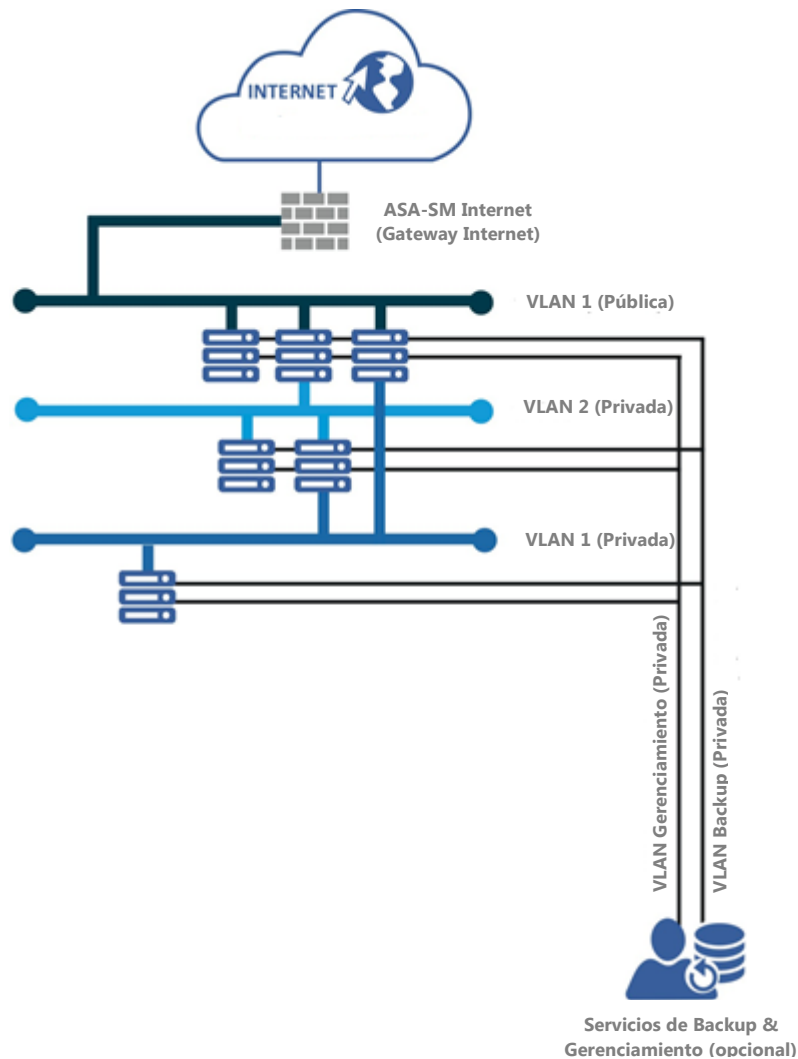 INTERNET
ASA-SM Internet
(Gateway Internet)
VLAN 1 (Pública)
VLAN 2 (Privada)
VLAN 1 (Privada)
VLAN Gerenciamiento (Privada)
VLAN Backup (Privada)
Servicios de Backup &
Gerenciamiento (opcional)